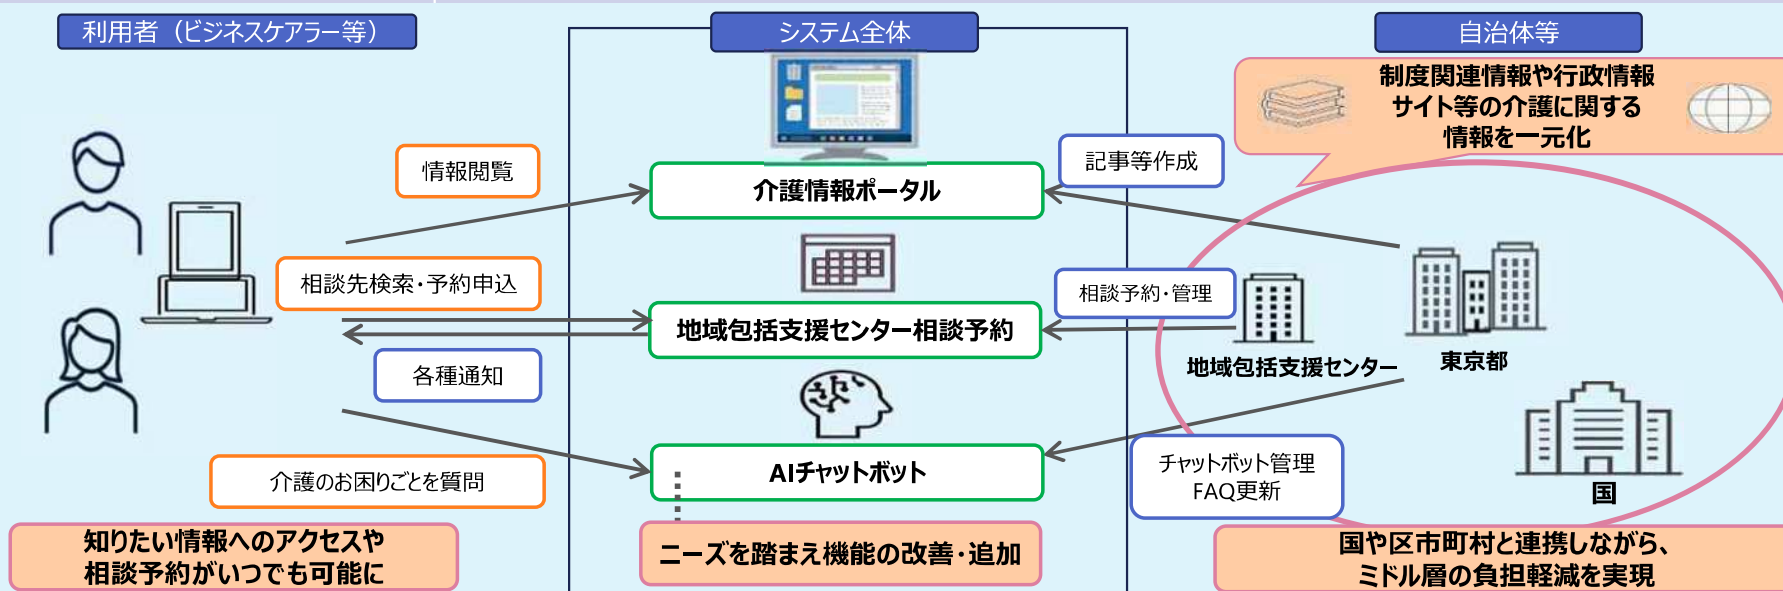 利用者（ビジネスケアラー等）
システム全体
自治体等
制度関連情報や行政情報
サイト等の介護に関する
情報を一元化
情報閲覧
記事等作成
介護情報ポータル
相談先検索・予約申込
相談予約・管理
地域包括支援センター相談予約
地域包括支援センター
東京都
各種通知
AIチャットボット
介護のお困りごとを質問
チャットボット管理
FAQ更新
国
知りたい情報へのアクセスや
相談予約がいつでも可能に
ニーズを踏まえ機能の改善・追加
国や区市町村と連携しながら、
ミドル層の負担軽減を実現